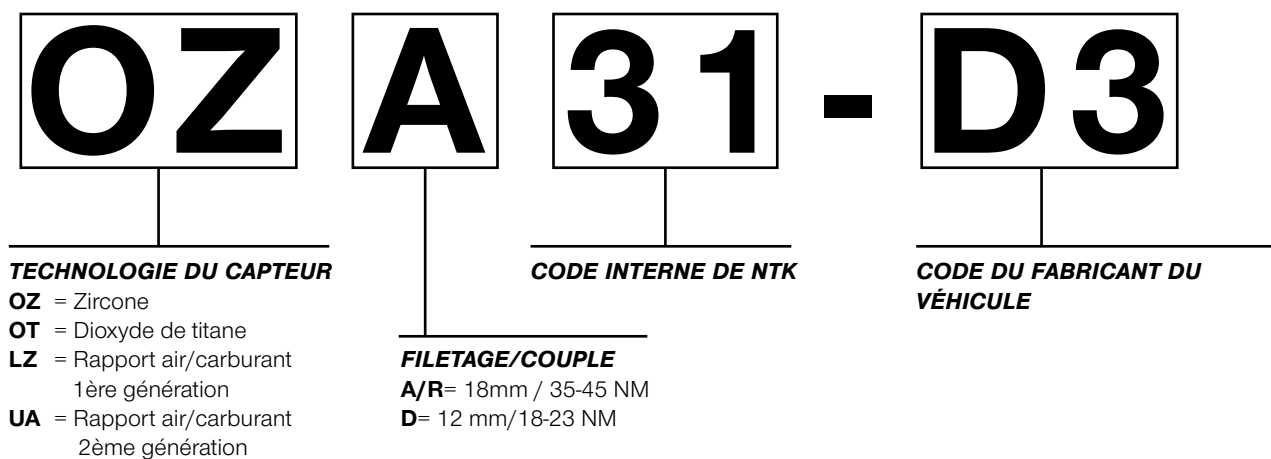 OZ A 31 - D3
TECHNOLOGIE DU CAPTEUR
OZ = Zircone
OT = Dioxyde de titane
LZ = Rapport air/carburant
1ère génération
UA = Rapport air/carburant
2ème génération
FILETAGE/COUPLE
A/R= 18mm / 35-45 NM
D= 12 mm/18-23 NM
CODE INTERNE DE NTK
CODE DU FABRICANT DU
VÉHICULE